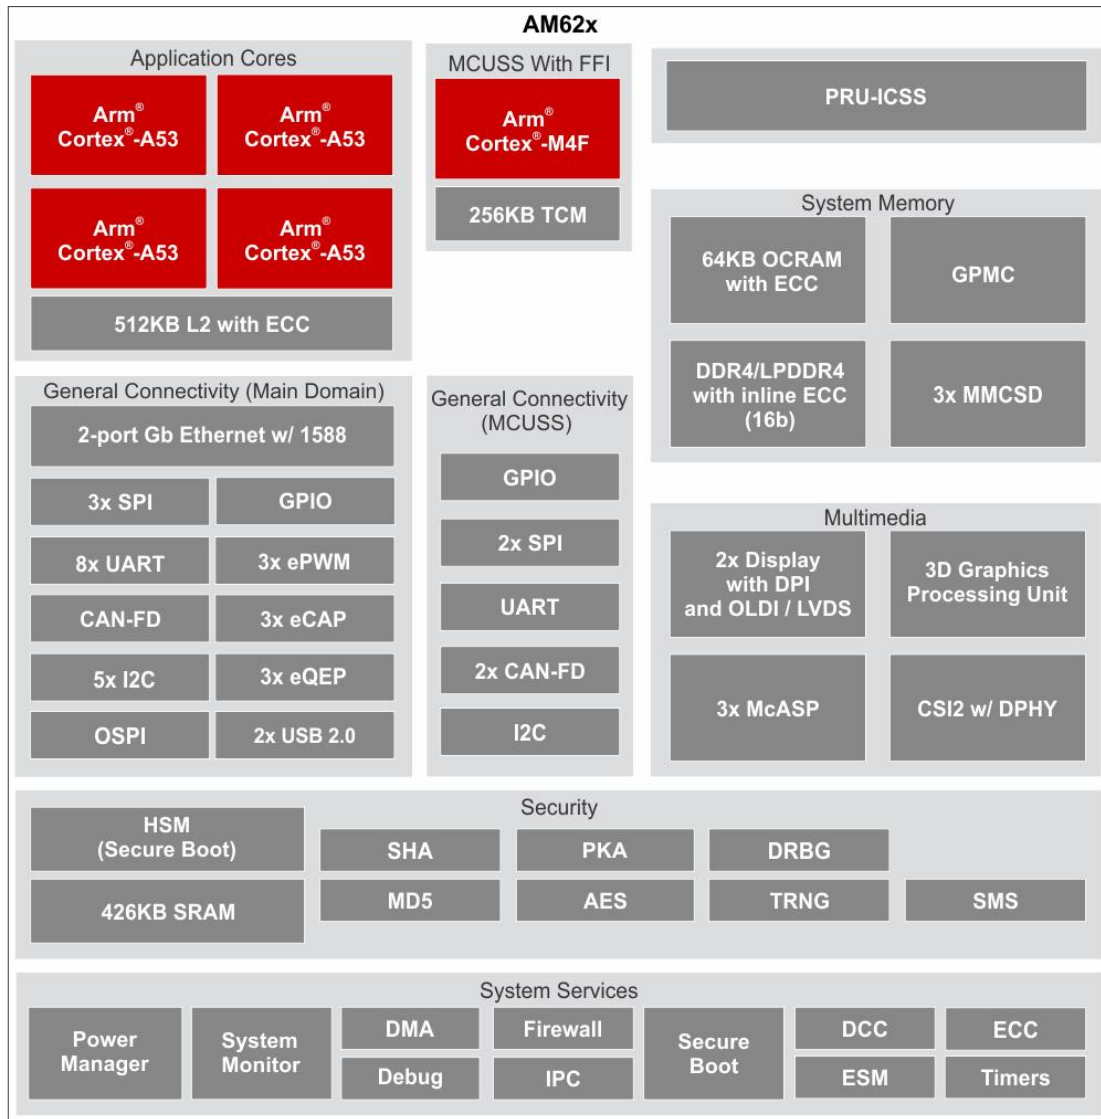 AM62x
Application Cores
Arm®
Cortex®-A53
Arm®
Cortex®-A53
Arm®
Cortex®-A53
Arm®
Cortex®-A53
512KB L2 with ECC
MCUSS With FFI
Arm®
Cortex®-M4F
256KB TCM
PRU-ICSS
System Memory
64KB OCRAM
with ECC
GPMC
DDR4/LPDDR4
with inline ECC
(16b)
3x MMCSD
General Connectivity (Main Domain)
2-port Gb Ethernet w/ 1588
3x SPI
GPIO
8x UART
3x ePWM
CAN-FD
3x eCAP
5x I2C
3x eQEP
OSPI
2x USB 2.0
General Connectivity
(MCUSS)
GPIO
2x SPI
UART
2x CAN-FD
I2C
Multimedia
2x Display
with DPI
and OLDI / LVDS
3D Graphics
Processing Unit
3x McASP
CSI2 w/ DPHY
Security
HSM
(Secure Boot)
426KB SRAM
SHA
PKA
DRBG
MD5
AES
TRNG
SMS
System Services
Power
Manager
System
Monitor
DMA
Debug
Firewall
IPC
Secure
Boot
DCC
ESM
ECC
Timers